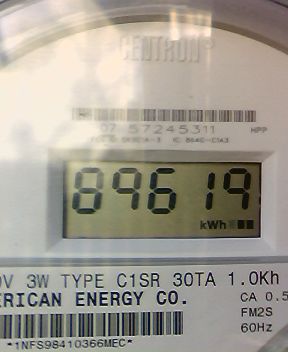 CENTRON®
07 57245311 HPP
89619
kWh
0V 3W TYPE C1SR 30TA 1.0Kh
ERICAN ENERGY CO.
CA 0.5
FM2S
60Hz
*1NFS98410366MEC*